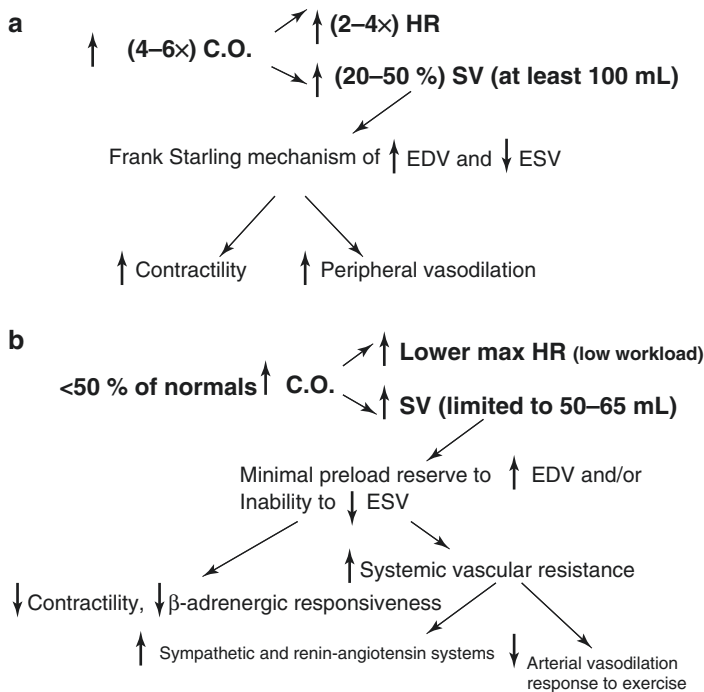 a
↑ (4–6×) C.O.
↑ (2–4×) HR
↑ (20–50 %) SV (at least 100 mL)
Frank Starling mechanism of ↑ EDV and ↓ ESV
↑ Contractility
↑ Peripheral vasodilation
b
<50 % of normals ↑ C.O.
↑ Lower max HR (low workload)
↑ SV (limited to 50–65 mL)
Minimal preload reserve to ↑ EDV and/or
Inability to ↓ ESV
↑ Systemic vascular resistance
↓ Contractility, ↓ β-adrenergic responsiveness
↑ Sympathetic and renin-angiotensin systems
↓ Arterial vasodilation
response to exercise